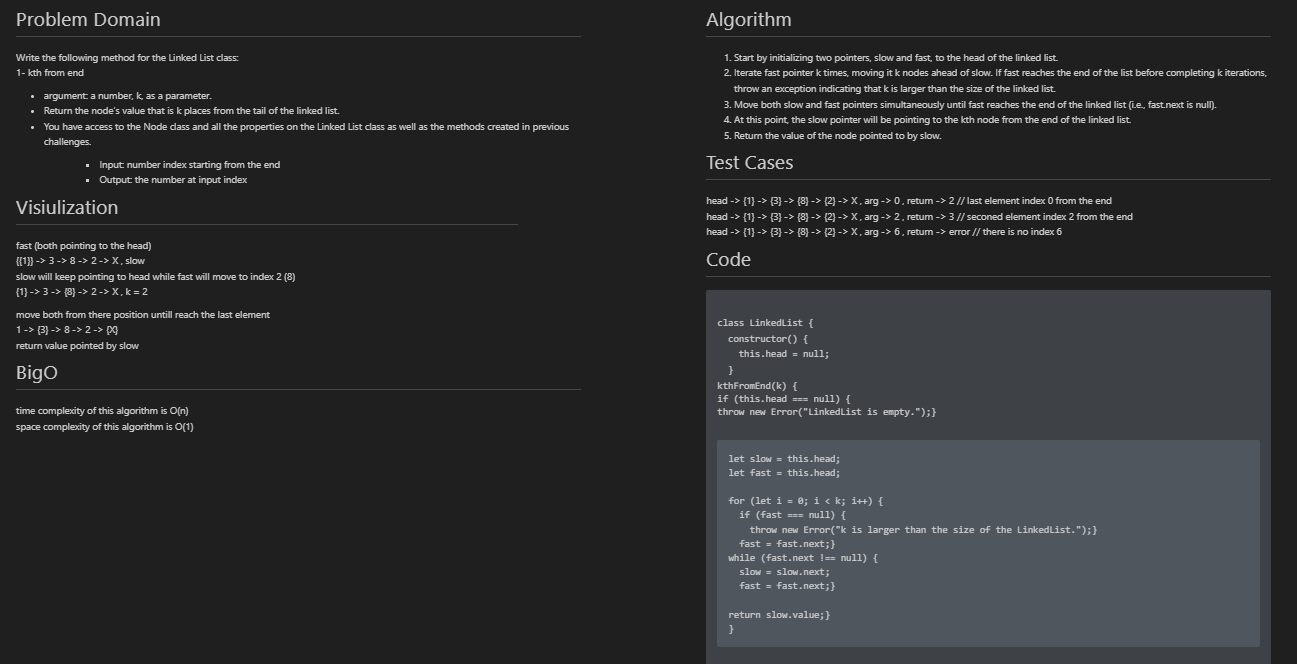 Problem Domain
Write the following method for the Linked List class:
1- kth from end
• argument: a number, k, as a parameter.
• Return the node's value that is k places from the tail of the linked list.
• You have access to the Node class and all the properties on the Linked List class as well as the methods created in previous
challenges.
▪ Input: number index starting from the end
▪ Output: the number at input index
Visiulization
fast (both pointing to the head)
{{1}} -> 3 -> 8 -> 2 -> X , slow
slow will keep pointing to head while fast will move to index 2 (8)
{1} -> 3 -> {8} -> 2 -> X , k = 2
move both from there position untill reach the last element
1 -> {3} -> 8 -> 2 -> {X}
return value pointed by slow
BigO
time complexity of this algorithm is O(n)
space complexity of this algorithm is O(1)
Algorithm
1. Start by initializing two pointers, slow and fast, to the head of the linked list.
2. Iterate fast pointer k times, moving it k nodes ahead of slow. If fast reaches the end of the list before completing k iterations,
throw an exception indicating that k is larger than the size of the linked list.
3. Move both slow and fast pointers simultaneously until fast reaches the end of the linked list (i.e., fast.next is null).
4. At this point, the slow pointer will be pointing to the kth node from the end of the linked list.
5. Return the value of the node pointed to by slow.
Test Cases
head -> {1} -> {3} -> {8} -> {2} -> X , arg -> 0 , return -> 2 // last element index 0 from the end
head -> {1} -> {3} -> {8} -> {2} -> X , arg -> 2 , return -> 3 // seconed element index 2 from the end
head -> {1} -> {3} -> {8} -> {2} -> X , arg -> 6 , return -> error // there is no index 6
Code
class LinkedList {
constructor() {
this.head = null;
}
kthFromEnd(k) {
if (this.head === null) {
throw new Error("LinkedList is empty.");}
let slow = this.head;
let fast = this.head;
for (let i = 0; i < k; i++) {
if (fast === null) {
throw new Error("k is larger than the size of the LinkedList.");}
fast = fast.next;}
while (fast.next !== null) {
slow = slow.next;
fast = fast.next;}
return slow.value;}
}